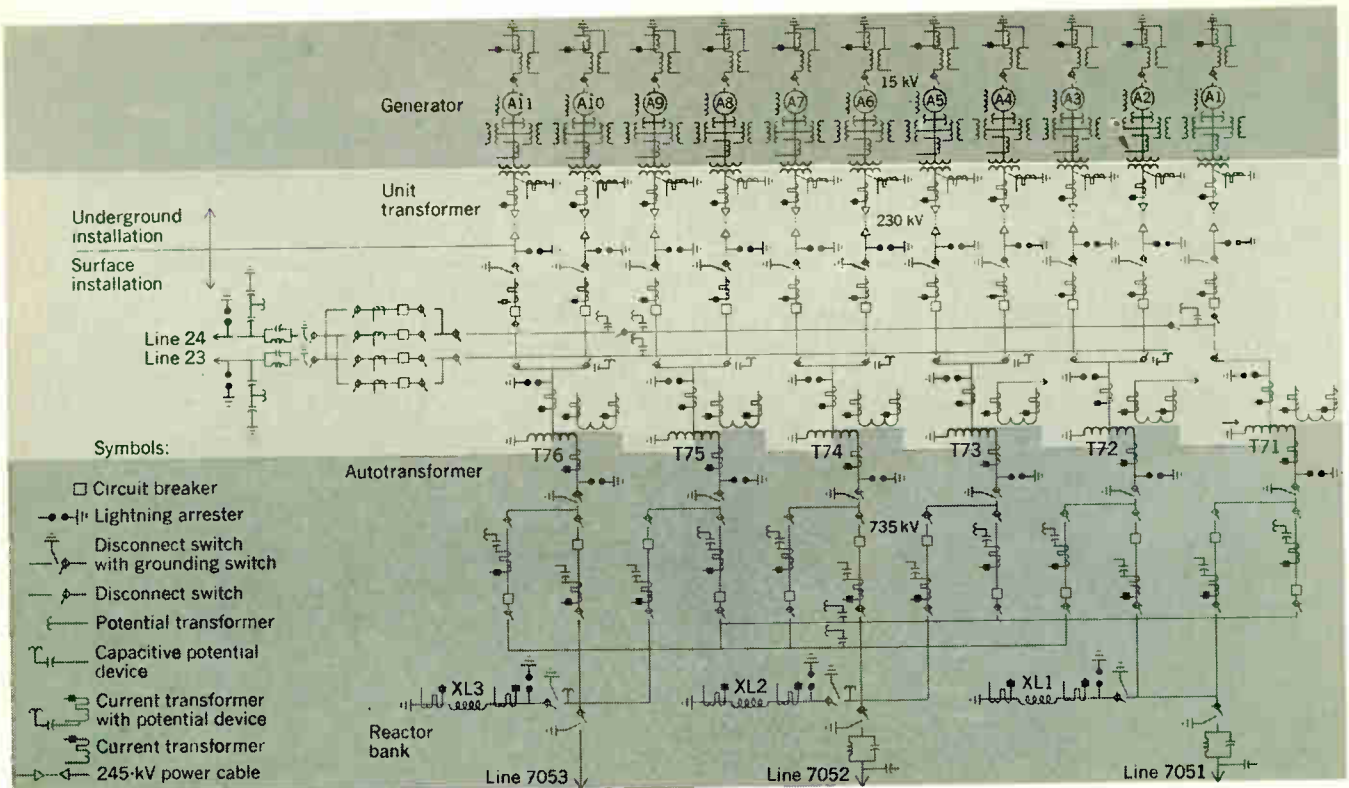 15 kV
Generator
A11 A10 A9 A8 A7 A6 A5 A4 A3 A2 A1
Unit
transformer
230 kV
Underground
installation
Surface
installation
Line 24
Line 23
T76 T75 T74 T73 T72 T71
Autotransformer
Symbols:
Circuit breaker
Lightning arrester
Disconnect switch
with grounding switch
Disconnect switch
Potential transformer
Capacitive potential
device
Current transformer
with potential device
Current transformer
245-kV power cable
735 kV
XL3 XL2 XL1
Reactor
bank
Line 7053 Line 7052 Line 7051